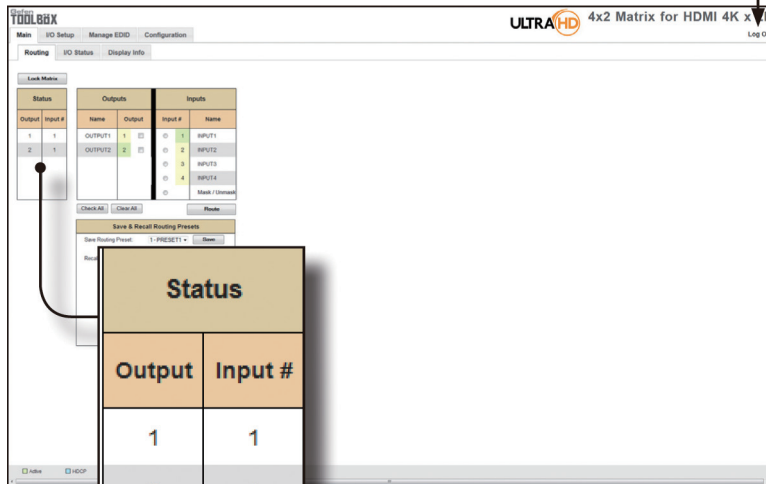 Gefen
TOOLBOX
ULTRA HD
4x2 Matrix for HDMI 4K x
Main I/O Setup Manage EDID Configuration
Log O
Routing I/O Status Display Info
Lock Matrix
Status Outputs Inputs
Output Input # Name Output Input # Name
1 1 OUTPUT1 1 1 INPUT1
2 1 OUTPUT2 2 2 INPUT2
3 INPUT3
4 INPUT4
Mask / Unmask
Check All Clear All Route
Save & Recall Routing Presets
Save Routing Preset: 1 - PRESET1 Save
Recal
Status
Output Input #
1 1
Active HDCP